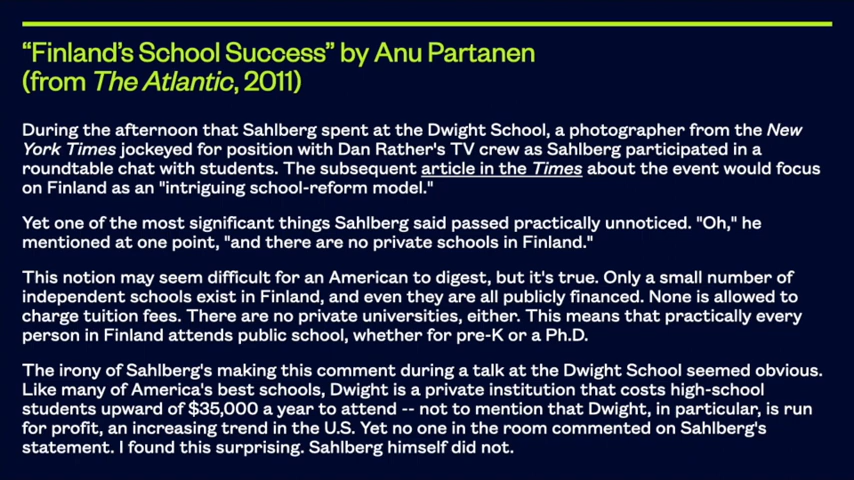 “Finland’s School Success” by Anu Partanen
(from The Atlantic, 2011)
During the afternoon that Sahlberg spent at the Dwight School, a photographer from the New
York Times jockeyed for position with Dan Rather's TV crew as Sahlberg participated in a
roundtable chat with students. The subsequent article in the Times about the event would focus
on Finland as an "intriguing school-reform model."
Yet one of the most significant things Sahlberg said passed practically unnoticed. "Oh," he
mentioned at one point, "and there are no private schools in Finland."
This notion may seem difficult for an American to digest, but it's true. Only a small number of
independent schools exist in Finland, and even they are all publicly financed. None is allowed to
charge tuition fees. There are no private universities, either. This means that practically every
person in Finland attends public school, whether for pre-K or a Ph.D.
The irony of Sahlberg's making this comment during a talk at the Dwight School seemed obvious.
Like many of America's best schools, Dwight is a private institution that costs high-school
students upward of $35,000 a year to attend -- not to mention that Dwight, in particular, is run
for profit, an increasing trend in the U.S. Yet no one in the room commented on Sahlberg's
statement. I found this surprising. Sahlberg himself did not.